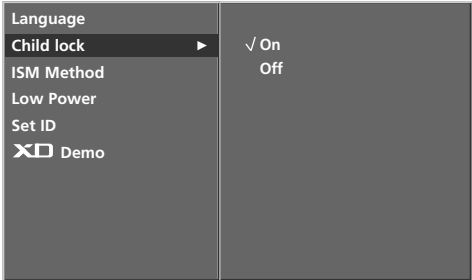 Language
Child lock ► √ On
ISM Method Off
Low Power
Set ID
XD Demo